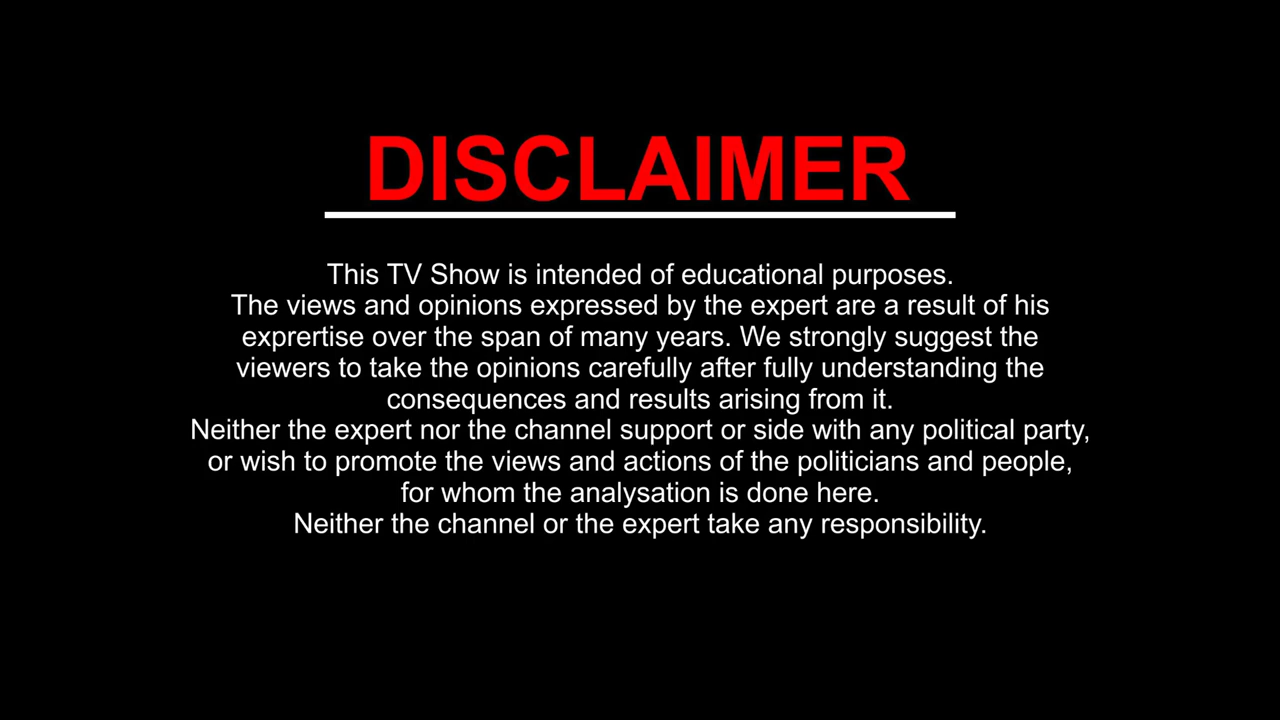 DISCLAIMER
This TV Show is intended of educational purposes.
The views and opinions expressed by the expert are a result of his
exprertise over the span of many years. We strongly suggest the
viewers to take the opinions carefully after fully understanding the
consequences and results arising from it.
Neither the expert nor the channel support or side with any political party,
or wish to promote the views and actions of the politicians and people,
for whom the analysation is done here.
Neither the channel or the expert take any responsibility.